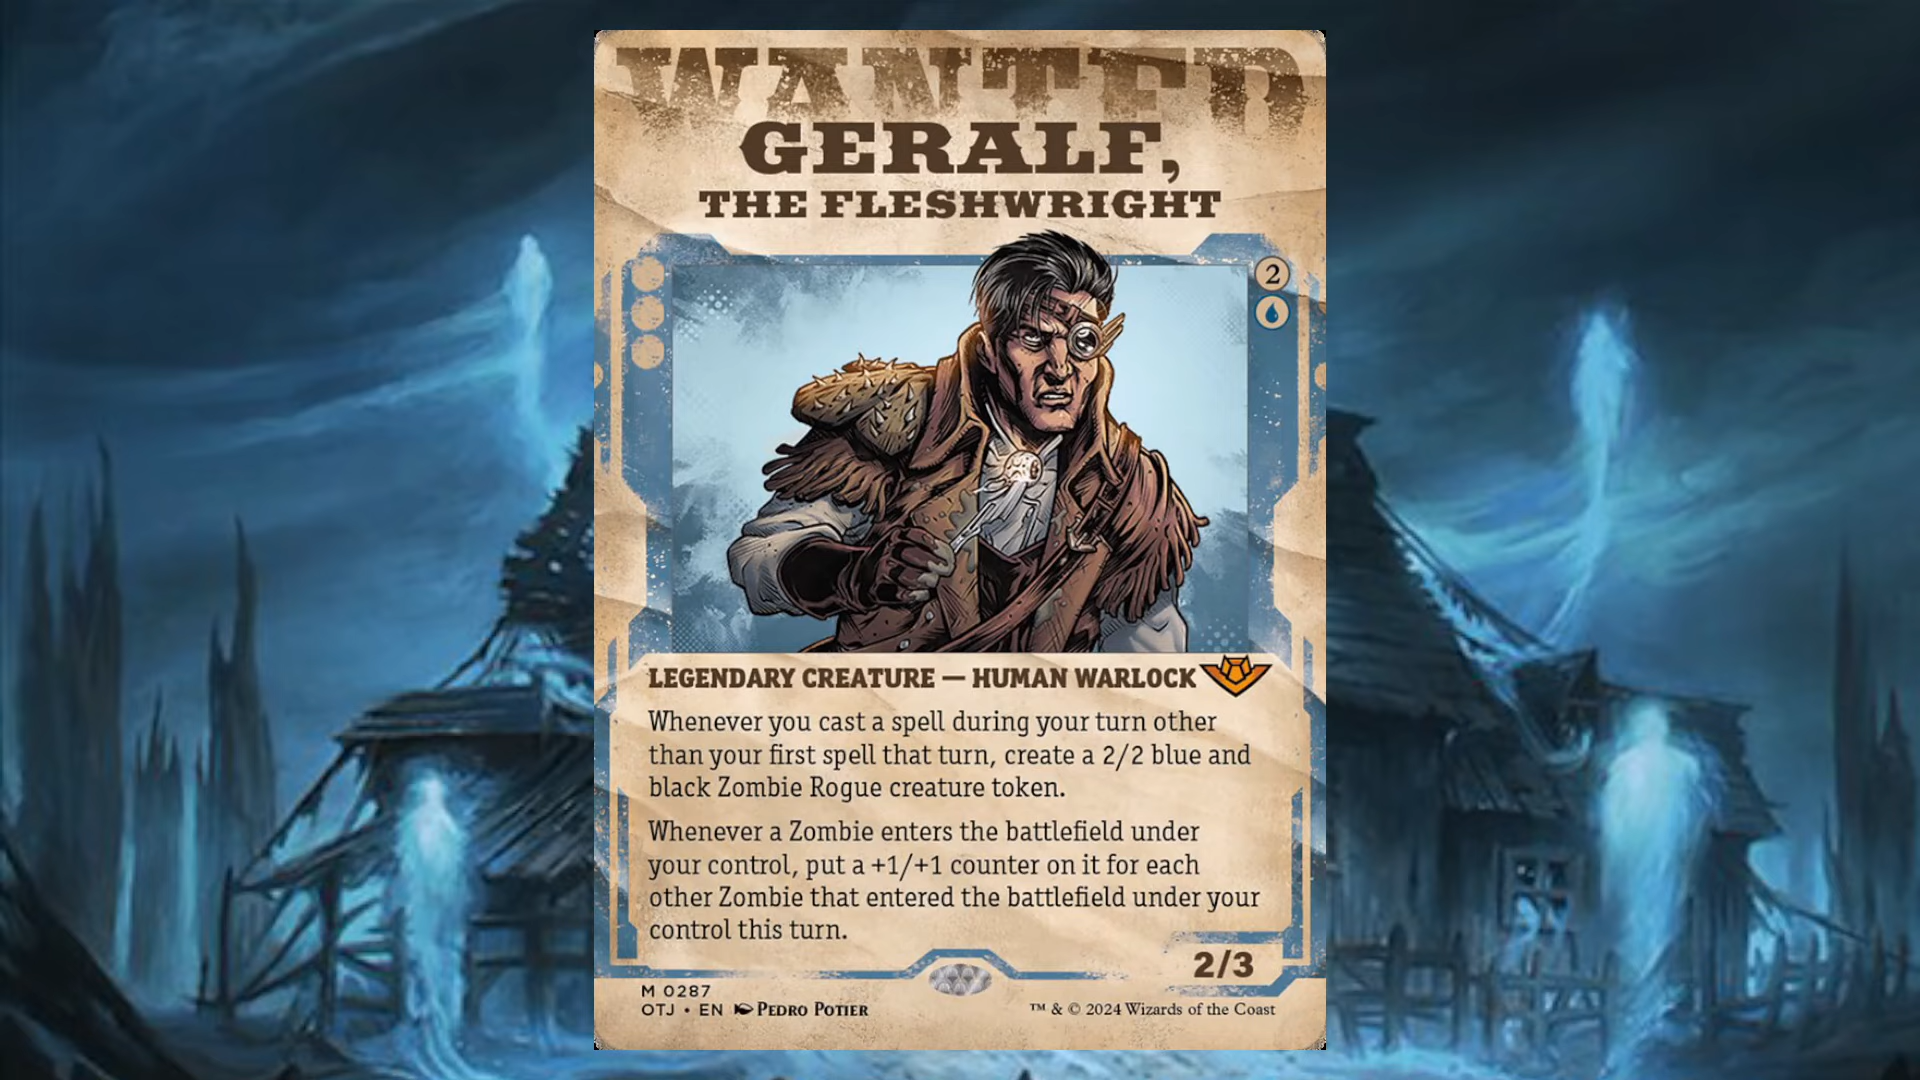 WANTED
GERALF,
THE FLESHWRIGHT
2
LEGENDARY CREATURE — HUMAN WARLOCK
Whenever you cast a spell during your turn other
than your first spell that turn, create a 2/2 blue and
black Zombie Rogue creature token.
Whenever a Zombie enters the battlefield under
your control, put a +1/+1 counter on it for each
other Zombie that entered the battlefield under your
control this turn.
2/3
M 0287
OTJ • EN PEDRO POTIER
™ & © 2024 Wizards of the Coast